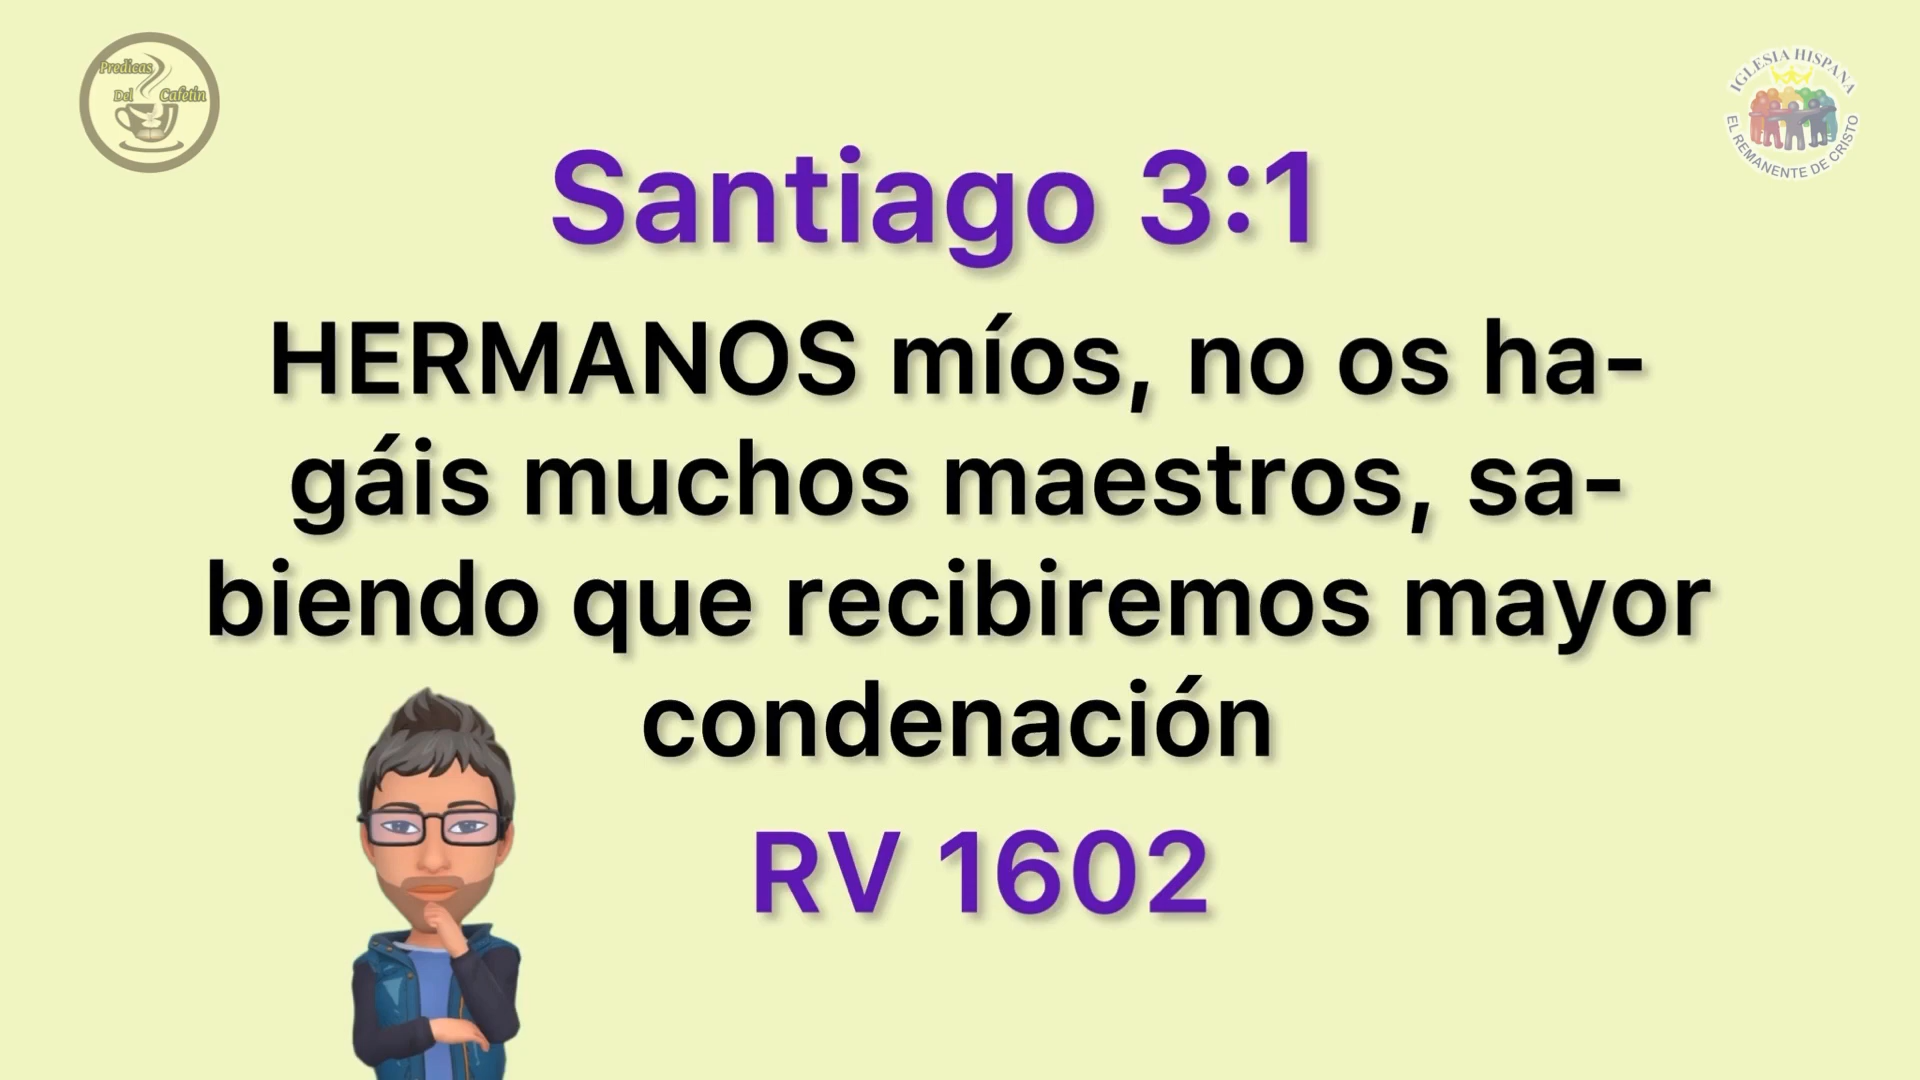 Predicas
Del Cafetin
IGLESIA HISPANA
EL REMANENTE DE CRISTO
Santiago 3:1
HERMANOS míos, no os ha-
gáis muchos maestros, sa-
biendo que recibiremos mayor
condenación
RV 1602